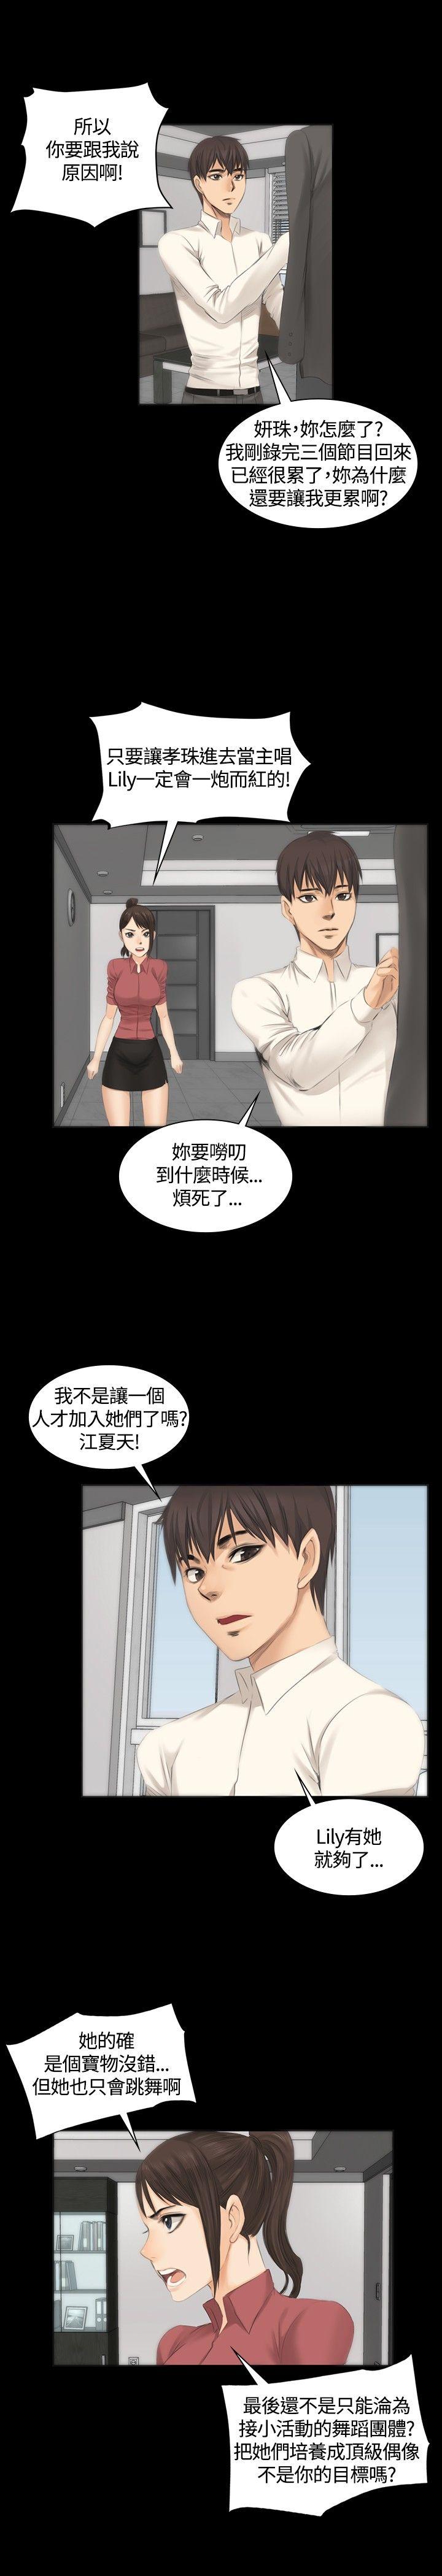 所以
你要跟我說
原因啊!
妍珠,妳怎麼了?
我剛錄完三個節目回來
已經很累了,妳為什麼
還要讓我更累啊?
只要讓孝珠進去當主唱
Lily一定會一炮而紅的!
妳要嘮叨
到什麼時候...
煩死了...
我不是讓一個
人才加入她們了嗎?
江夏天!
Lily有她
就夠了...
她的確
是個寶物沒錯...
但她也只會跳舞啊
最後還不是只能淪為
接小活動的舞蹈團體?
把她們培養成頂級偶像
不是你的目標嗎?